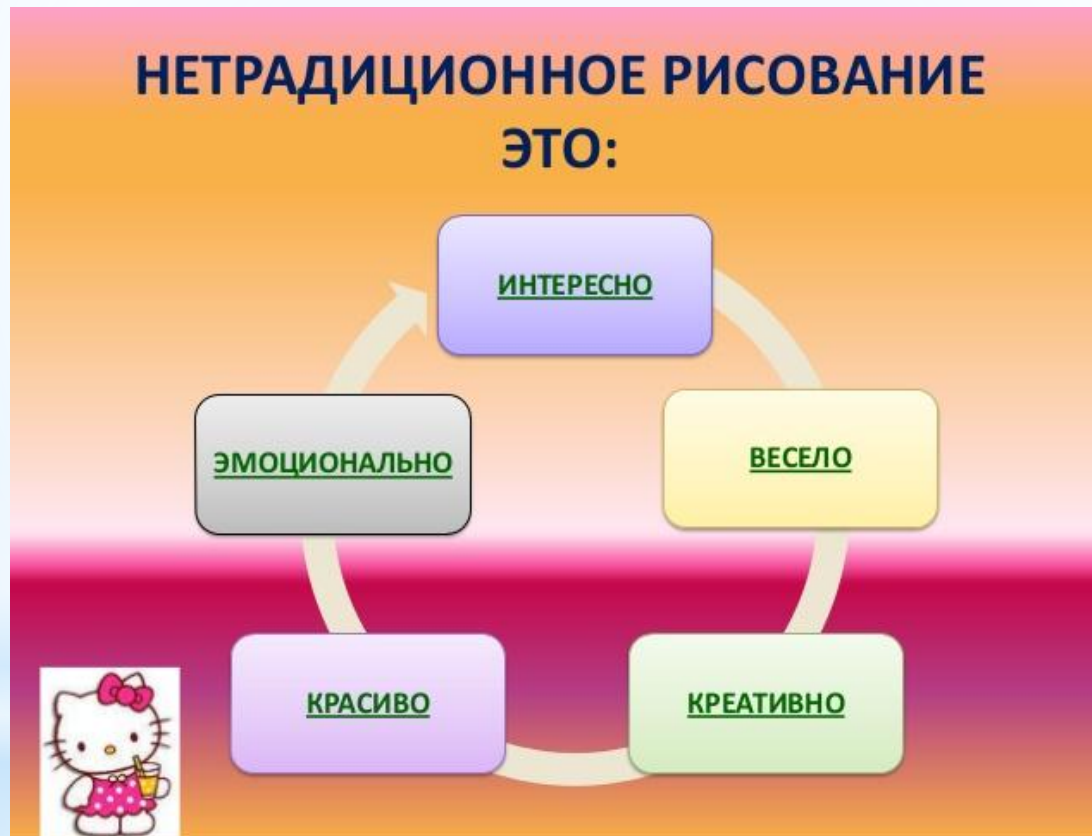 НЕТРАДИЦИОННОЕ РИСОВАНИЕ
ЭТО:
ИНТЕРЕСНО
ВЕСЕЛО
КРЕАТИВНО
КРАСИВО
ЭМОЦИОНАЛЬНО